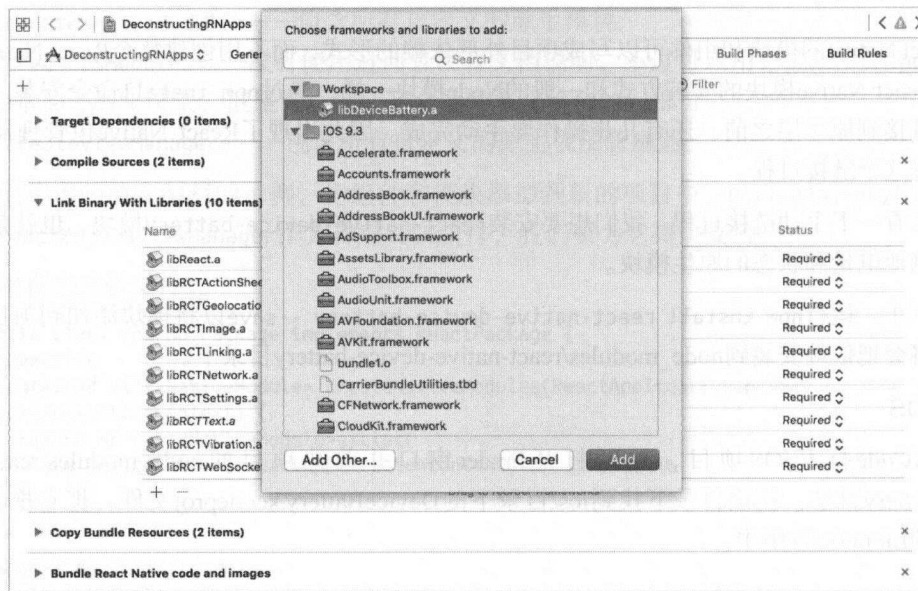 DeconstructingRNApps
Choose frameworks and libraries to add:
DeconstructingRNApps
Gener
Search
Build Phases
Build Rules
Filter
Workspace
libDeviceBattery.a
Target Dependencies (0 items)
iOS 9.3
Accelerate.framework
Compile Sources (2 items)
Accounts.framework
AddressBook.framework
Link Binary With Libraries (10 items)
AddressBookUI.framework
Name
AdSupport.framework
Status
libReact.a
AssetsLibrary.framework
Required
libRCTActionShee
AudioToolbox.framework
Required
libRCTGeolocatio
AudioUnit.framework
Required
libRCTImage.a
AVFoundation.framework
Required
libRCTLinking.a
AVKit.framework
Required
libRCTNetwork.a
bundle1.o
Required
libRCTSettings.a
CarrierBundleUtilities.tbd
Required
libRCTText.a
CFNetwork.framework
Required
libRCTVibration.a
CloudKit.framework
Required
libRCTWebSocket
Add Other...
Cancel
Add
Required
Copy Bundle Resources (2 items)
Bundle React Native code and images